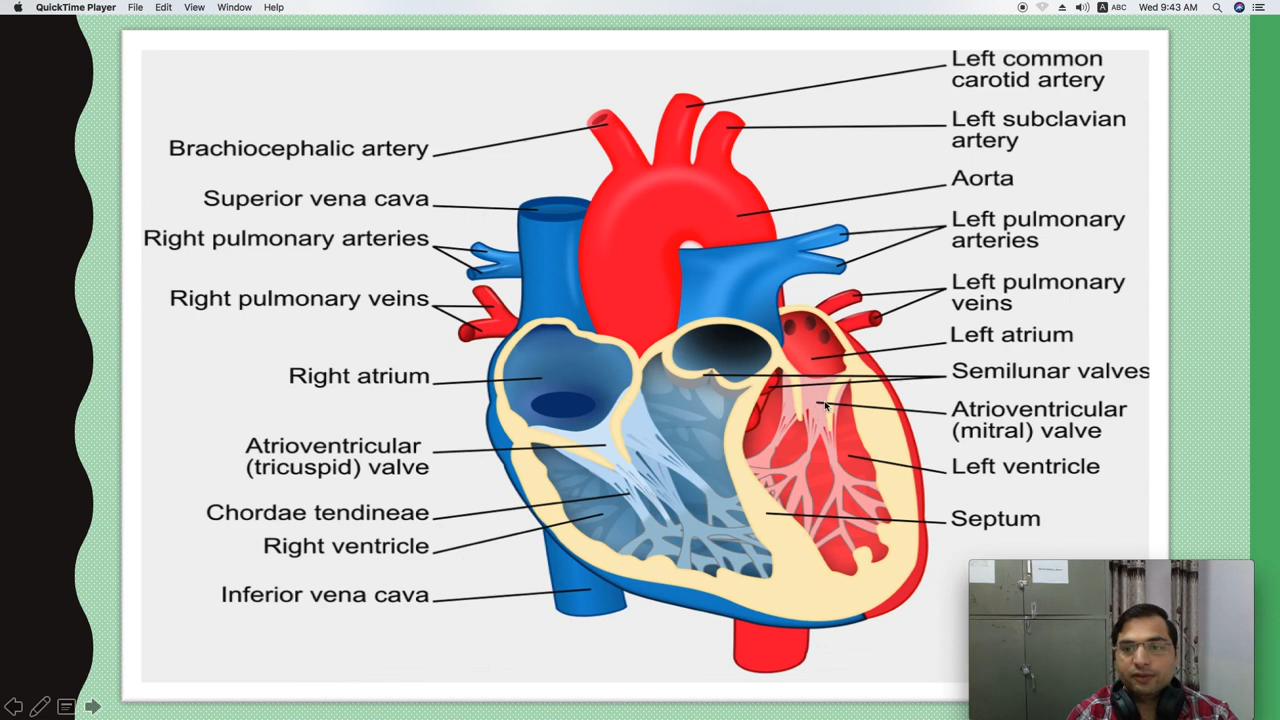 QuickTime Player File Edit View Window Help
A ABC Wed 9:43 AM
Left common
carotid artery
Left subclavian
artery
Brachiocephalic artery
Aorta
Superior vena cava
Left pulmonary
arteries
Right pulmonary arteries
Left pulmonary
veins
Right pulmonary veins
Left atrium
Semilunar valves
Right atrium
Atrioventricular
(mitral) valve
Atrioventricular
(tricuspid) valve
Left ventricle
Chordae tendineae
Septum
Right ventricle
Inferior vena cava